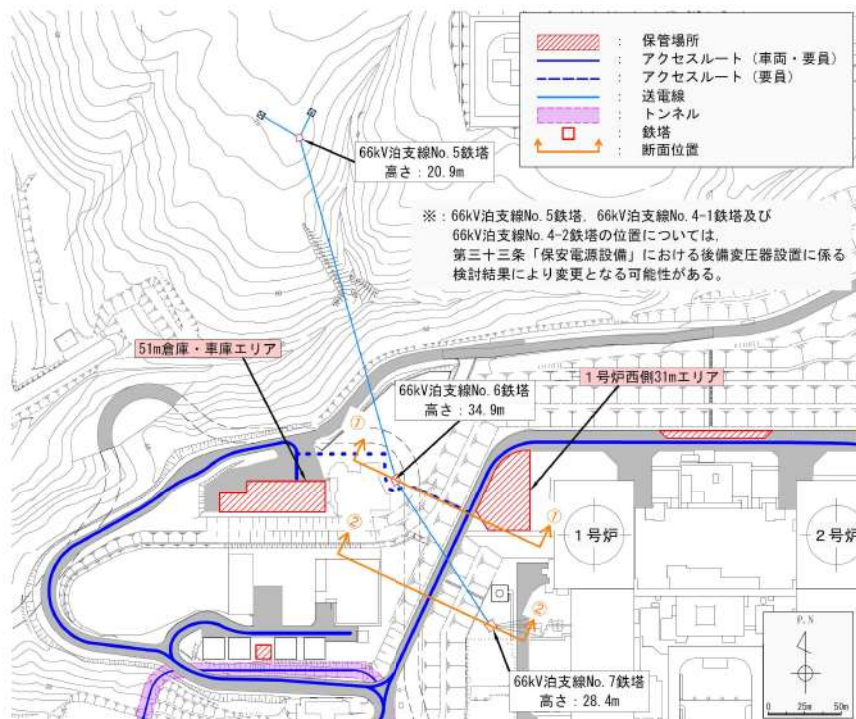 ： 保管場所
： アクセスルート（車両・要員）
： アクセスルート（要員）
： 送電線
： トンネル
： 鉄塔
： 断面位置
66kV泊支線No.5鉄塔
高さ：20.9m
※：66kV泊支線No.5鉄塔，66kV泊支線No.4-1鉄塔及び
66kV泊支線No.4-2鉄塔の位置については，
第三十三条「保安電源設備」における後備変圧器設置に係る
検討結果により変更となる可能性がある。
51m倉庫・車庫エリア
66kV泊支線No.6鉄塔
高さ：34.9m
１号炉西側31mエリア
①
①
②
②
１号炉
２号炉
66kV泊支線No.7鉄塔
高さ：28.4m
P.N
0 25m 50m